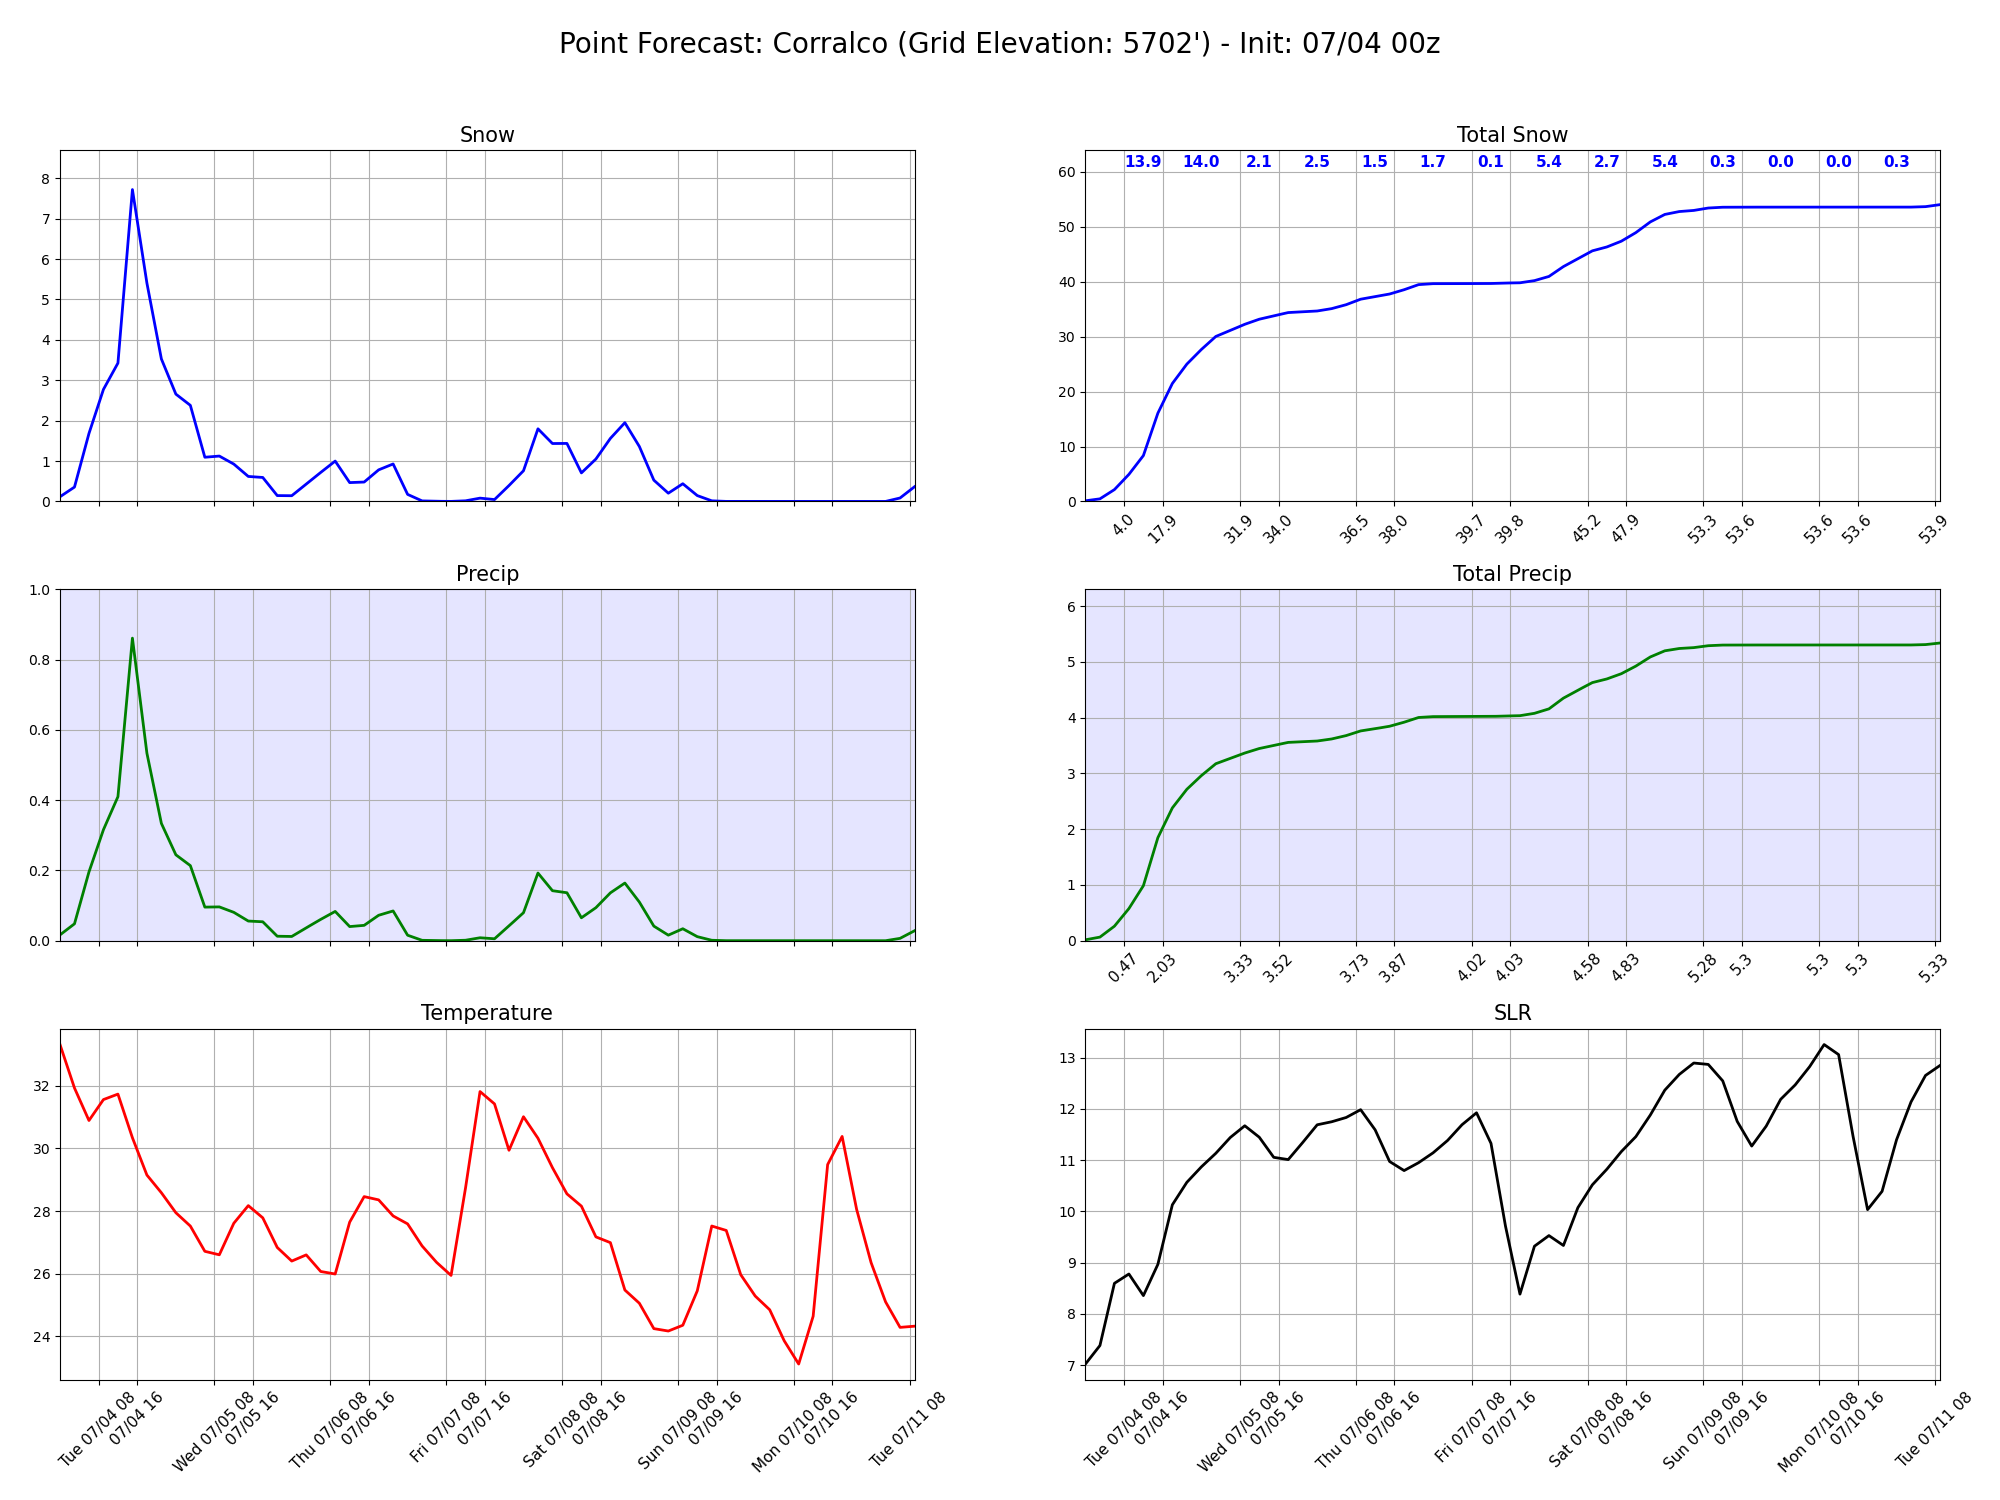 Point Forecast: Corralco (Grid Elevation: 5702') - Init: 07/04 00z
Snow
8
7
6
5
4
3
2
1
0
Total Snow
13.9 14.0 2.1 2.5 1.5 1.7 0.1 5.4 2.7 5.4 0.3 0.0 0.0 0.3
60
50
40
30
20
10
0
4.0 17.9 31.9 34.0 36.5 38.0 39.7 39.8 45.2 47.9 53.3 53.6 53.6 53.6 53.9
Precip
1.0
0.8
0.6
0.4
0.2
0.0
Total Precip
6
5
4
3
2
1
0
0.47 2.03 3.33 3.52 3.73 3.87 4.02 4.03 4.58 4.83 5.28 5.3 5.3 5.3 5.33
Temperature
32
30
28
26
24
Tue 07/04 08
07/04 16
Wed 07/05 08
07/05 16
Thu 07/06 08
07/06 16
Fri 07/07 08
07/07 16
Sat 07/08 08
07/08 16
Sun 07/09 08
07/09 16
Mon 07/10 08
07/10 16
Tue 07/11 08
SLR
13
12
11
10
9
8
7
Tue 07/04 08
07/04 16
Wed 07/05 08
07/05 16
Thu 07/06 08
07/06 16
Fri 07/07 08
07/07 16
Sat 07/08 08
07/08 16
Sun 07/09 08
07/09 16
Mon 07/10 08
07/10 16
Tue 07/11 08